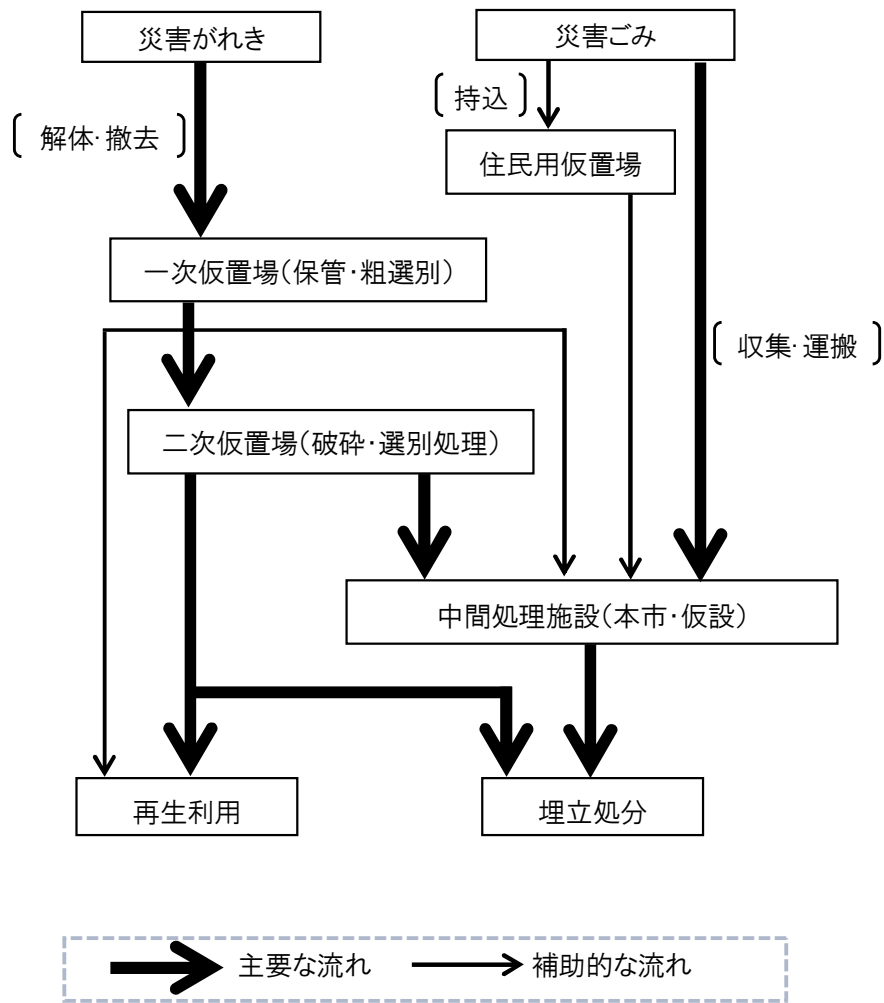 災害がれき
災害ごみ
〔持込〕
〔解体・撤去〕
住民用仮置場
一次仮置場(保管・粗選別)
〔収集・運搬〕
二次仮置場(破砕・選別処理)
中間処理施設(本市・仮設)
再生利用
埋立処分
主要な流れ
補助的な流れ